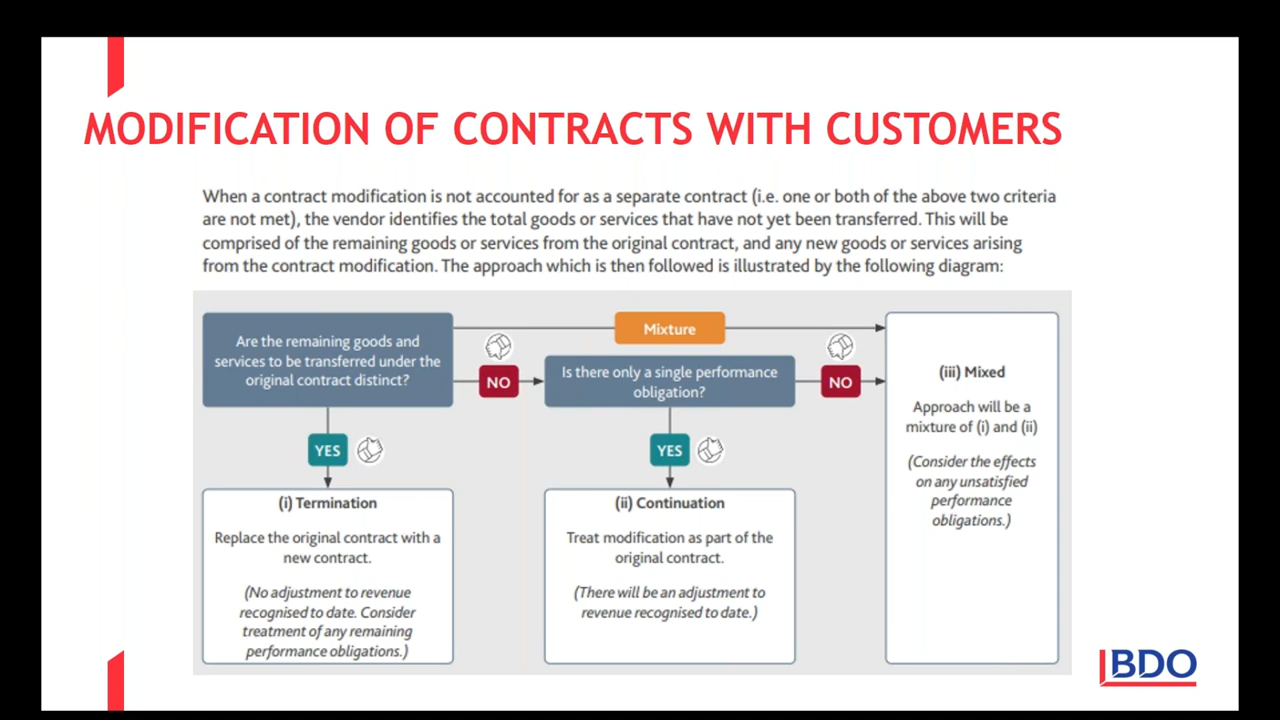 MODIFICATION OF CONTRACTS WITH CUSTOMERS
When a contract modification is not accounted for as a separate contract (i.e. one or both of the above two criteria
are not met), the vendor identifies the total goods or services that have not yet been transferred. This will be
comprised of the remaining goods or services from the original contract, and any new goods or services arising
from the contract modification. The approach which is then followed is illustrated by the following diagram:
Are the remaining goods and
services to be transferred under the
original contract distinct?
Mixture
NO
Is there only a single performance
obligation?
NO
YES
YES
(i) Termination
Replace the original contract with a
new contract.
(No adjustment to revenue
recognised to date. Consider
treatment of any remaining
performance obligations.)
(ii) Continuation
Treat modification as part of the
original contract.
(There will be an adjustment to
revenue recognised to date.)
(iii) Mixed
Approach will be a
mixture of (i) and (ii)
(Consider the effects
on any unsatisfied
performance
obligations.)
BDO